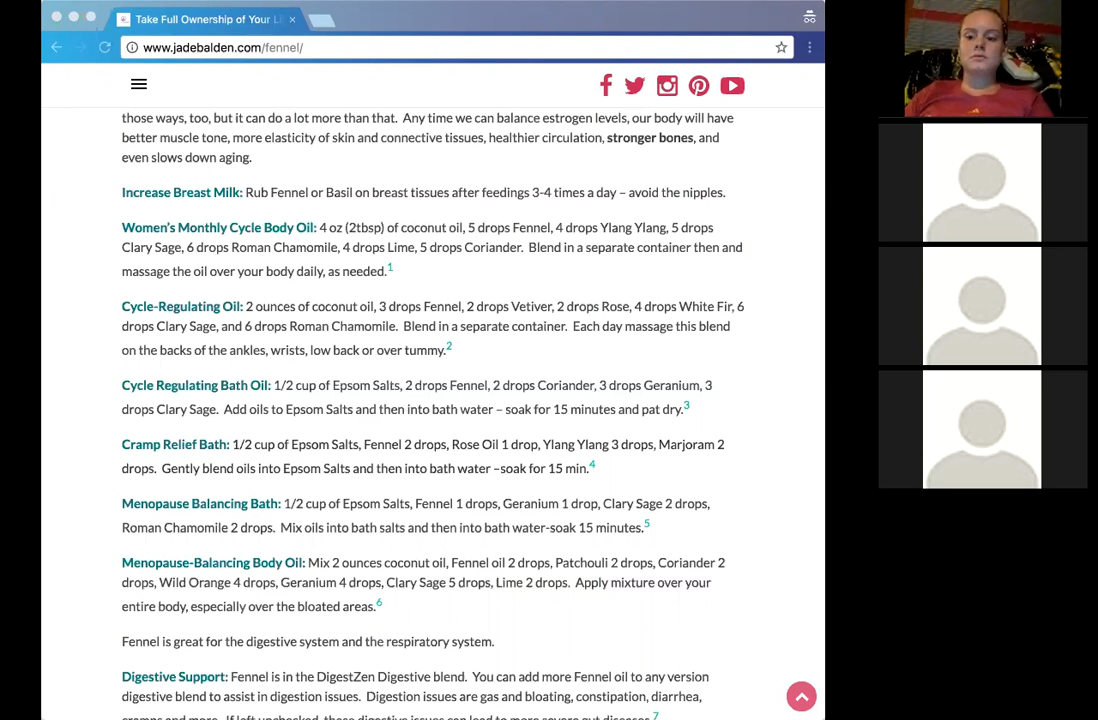 Take Full Ownership of Your Li
www.jadebalden.com/fennel/
those ways, too, but it can do a lot more than that.  Any time we can balance estrogen levels, our body will have
better muscle tone, more elasticity of skin and connective tissues, healthier circulation, stronger bones, and
even slows down aging.
Increase Breast Milk: Rub Fennel or Basil on breast tissues after feedings 3-4 times a day – avoid the nipples.
Women's Monthly Cycle Body Oil: 4 oz (2tbsp) of coconut oil, 5 drops Fennel, 4 drops Ylang Ylang, 5 drops
Clary Sage, 6 drops Roman Chamomile, 4 drops Lime, 5 drops Coriander.  Blend in a separate container then and
massage the oil over your body daily, as needed.1
Cycle-Regulating Oil: 2 ounces of coconut oil, 3 drops Fennel, 2 drops Vetiver, 2 drops Rose, 4 drops White Fir, 6
drops Clary Sage, and 6 drops Roman Chamomile.  Blend in a separate container.  Each day massage this blend
on the backs of the ankles, wrists, low back or over tummy.2
Cycle Regulating Bath Oil: 1/2 cup of Epsom Salts, 2 drops Fennel, 2 drops Coriander, 3 drops Geranium, 3
drops Clary Sage.  Add oils to Epsom Salts and then into bath water – soak for 15 minutes and pat dry.3
Cramp Relief Bath: 1/2 cup of Epsom Salts, Fennel 2 drops, Rose Oil 1 drop, Ylang Ylang 3 drops, Marjoram 2
drops.  Gently blend oils into Epsom Salts and then into bath water –soak for 15 min.4
Menopause Balancing Bath: 1/2 cup of Epsom Salts, Fennel 1 drops, Geranium 1 drop, Clary Sage 2 drops,
Roman Chamomile 2 drops.  Mix oils into bath salts and then into bath water-soak 15 minutes.5
Menopause-Balancing Body Oil: Mix 2 ounces coconut oil, Fennel oil 2 drops, Patchouli 2 drops, Coriander 2
drops, Wild Orange 4 drops, Geranium 4 drops, Clary Sage 5 drops, Lime 2 drops.  Apply mixture over your
entire body, especially over the bloated areas.6
Fennel is great for the digestive system and the respiratory system.
Digestive Support: Fennel is in the DigestZen Digestive blend.  You can add more Fennel oil to any version
digestive blend to assist in digestion issues.  Digestion issues are gas and bloating, constipation, diarrhea,
cramps and more.  If left unchecked, these digestive issues can lead to more severe gut diseases.7